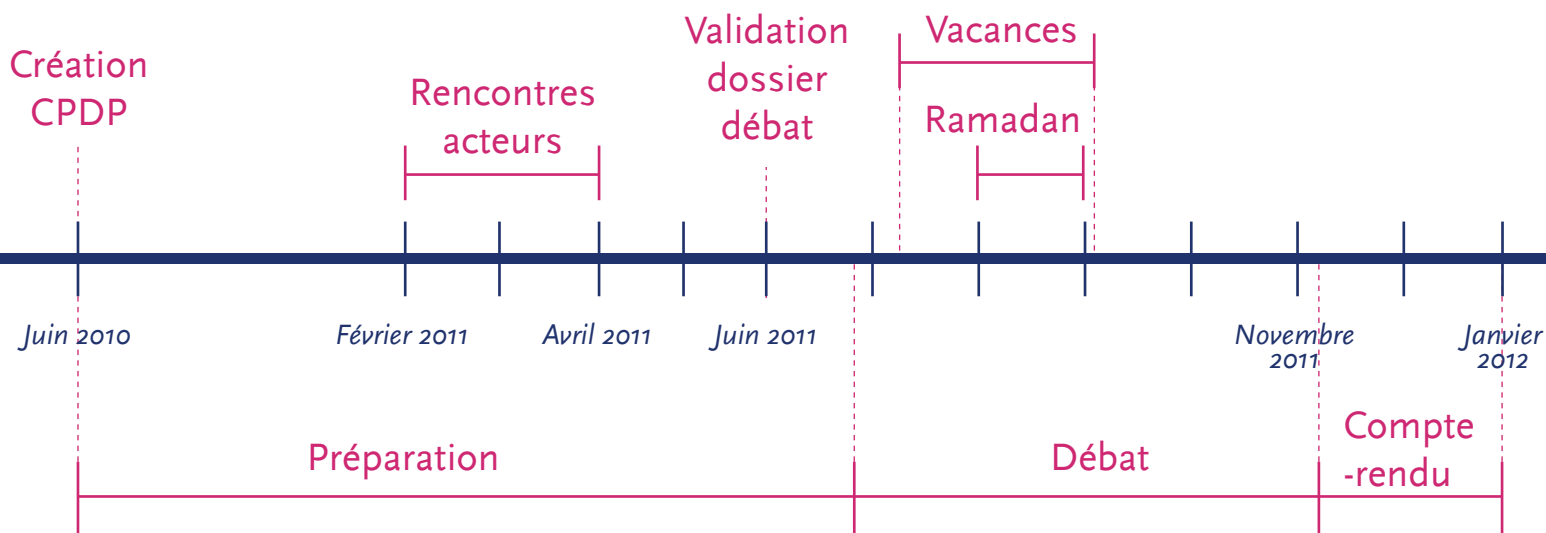 Création
CPDP
Rencontres
acteurs
Validation
dossier
débat
Vacances
Ramadan
Juin 2010
Février 2011
Avril 2011
Juin 2011
Novembre
2011
Janvier
2012
Préparation
Débat
Compte
-rendu